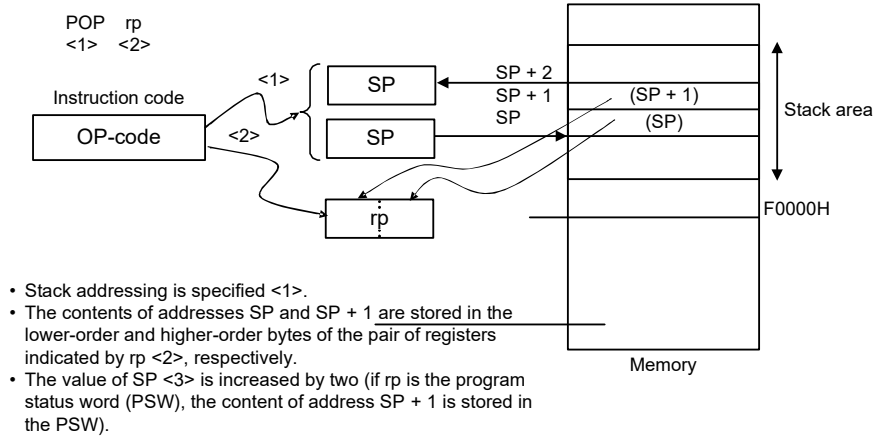 POP rp
<1> <2>
Instruction code
OP-code
<1>
<2>
SP
SP
rp
SP + 2
SP + 1
SP
(SP + 1)
(SP)
Stack area
F0000H
Memory
• Stack addressing is specified <1>.
• The contents of addresses SP and SP + 1 are stored in the
lower-order and higher-order bytes of the pair of registers
indicated by rp <2>, respectively.
• The value of SP <3> is increased by two (if rp is the program
status word (PSW), the content of address SP + 1 is stored in
the PSW).